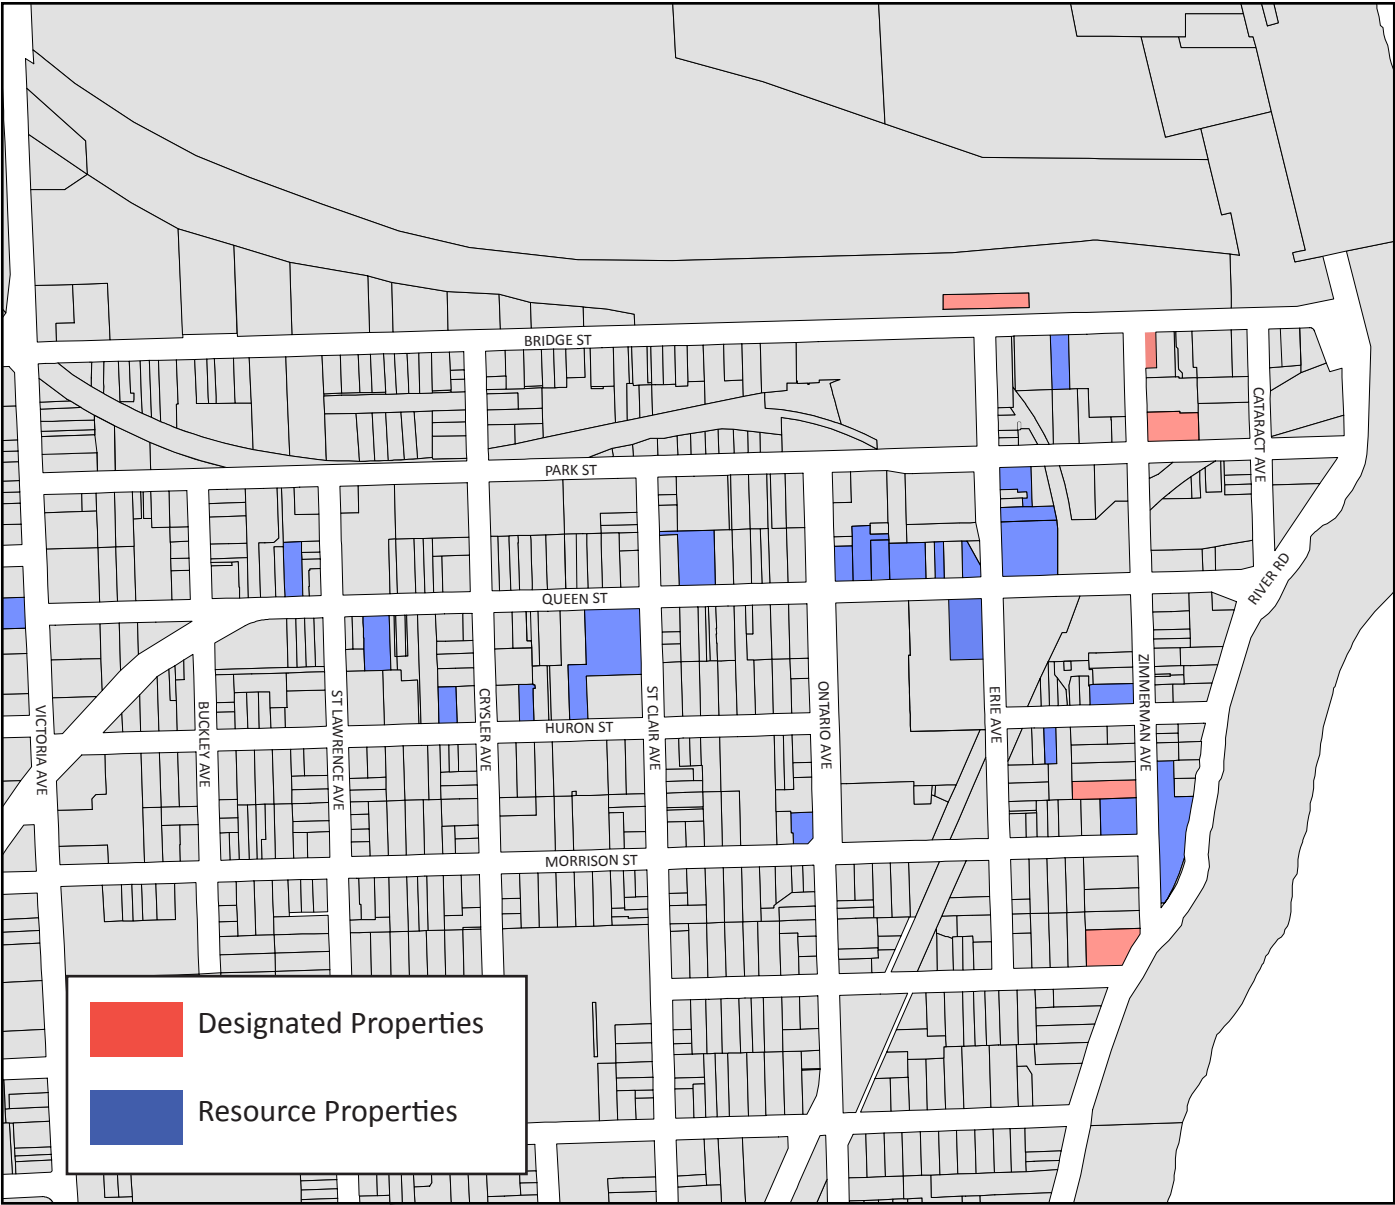 BRIDGE ST
CATARACT AVE
PARK ST
RIVER RD
QUEEN ST
VICTORIA AVE
BUCKLEY AVE
ST LAWRENCE AVE
CRYSLER AVE
ST CLAIR AVE
ONTARIO AVE
ERIE AVE
ZIMMERMAN AVE
HURON ST
MORRISON ST
Designated Properties
Resource Properties